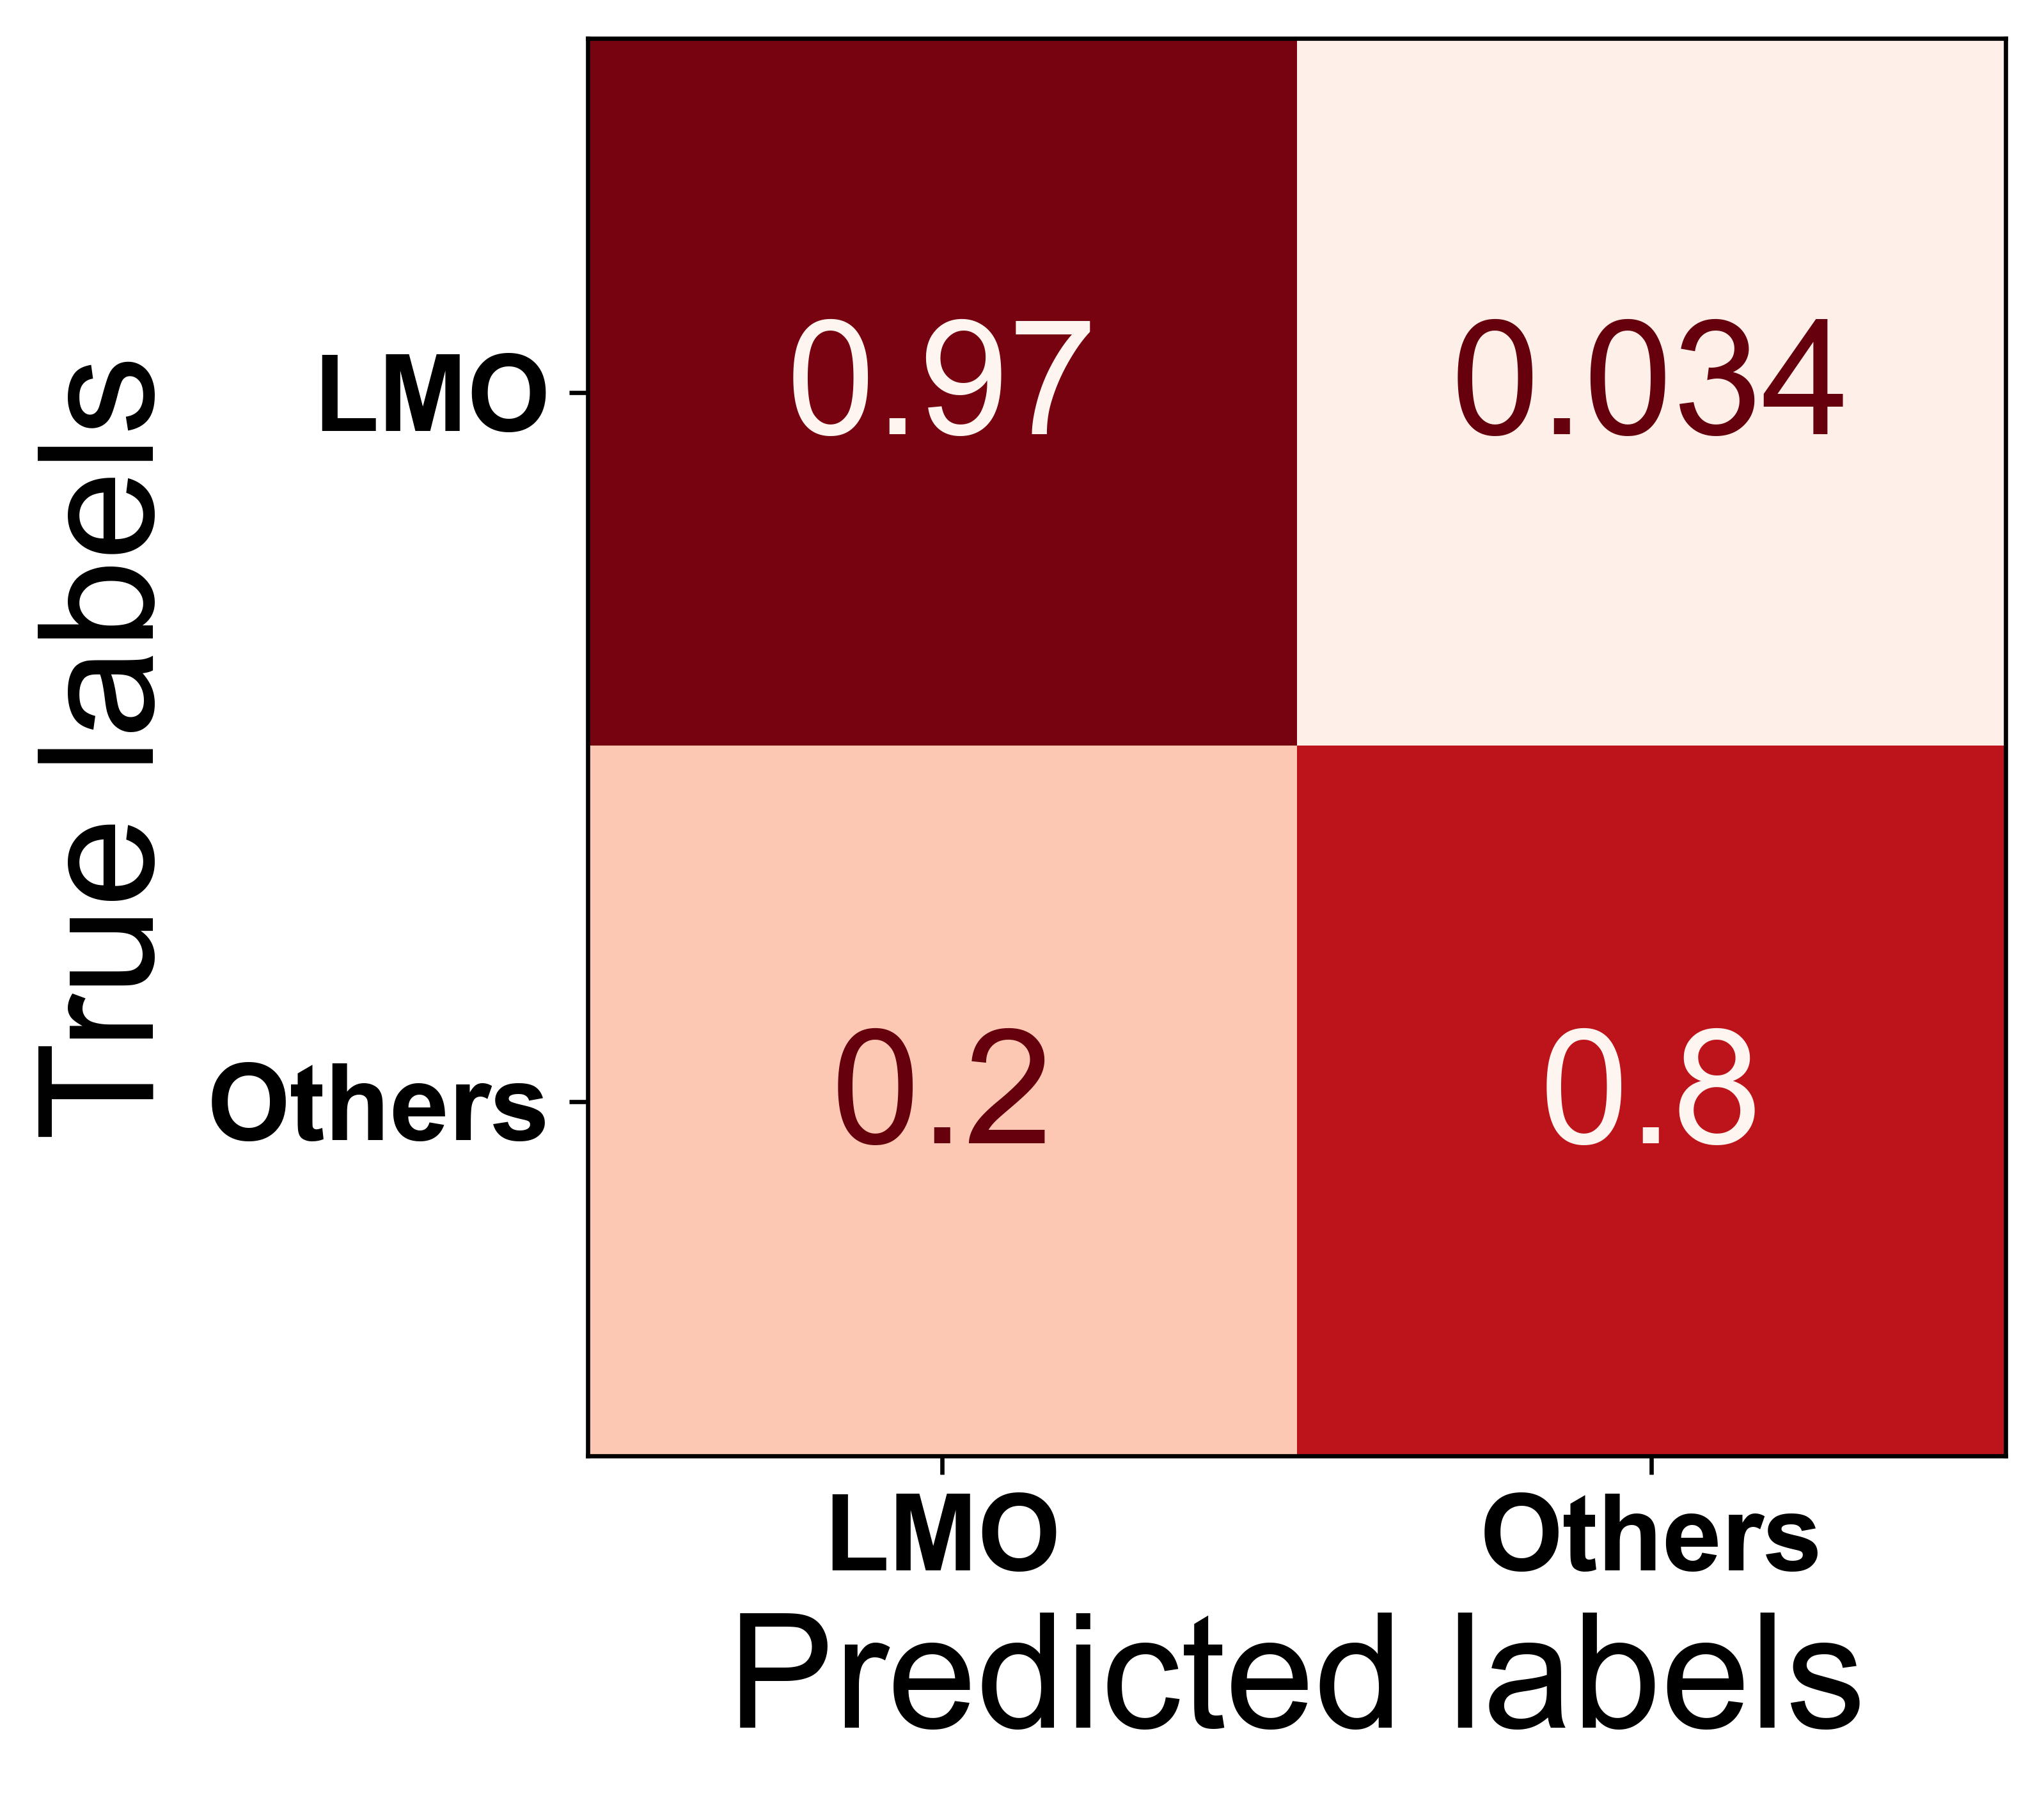 True labels
LMO
0.97 0.034
Others
0.2 0.8
LMO Others
Predicted labels